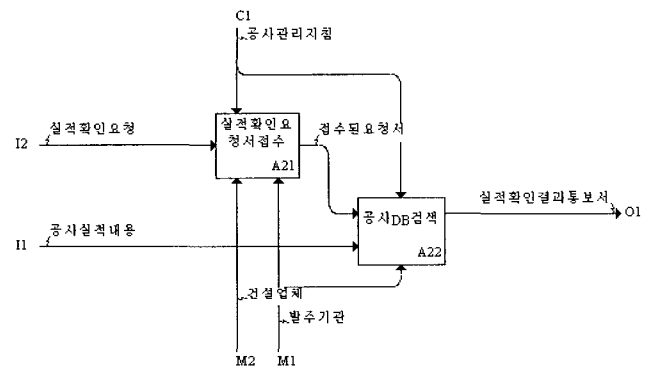 C1
공사관리지침
실적확인요
청서접수
A21
I2
실적확인요청
접수된요청서
실적확인결과통보서
O1
공사DB검색
A22
I1
공사실적내용
건설업체
발주기관
M2
M1